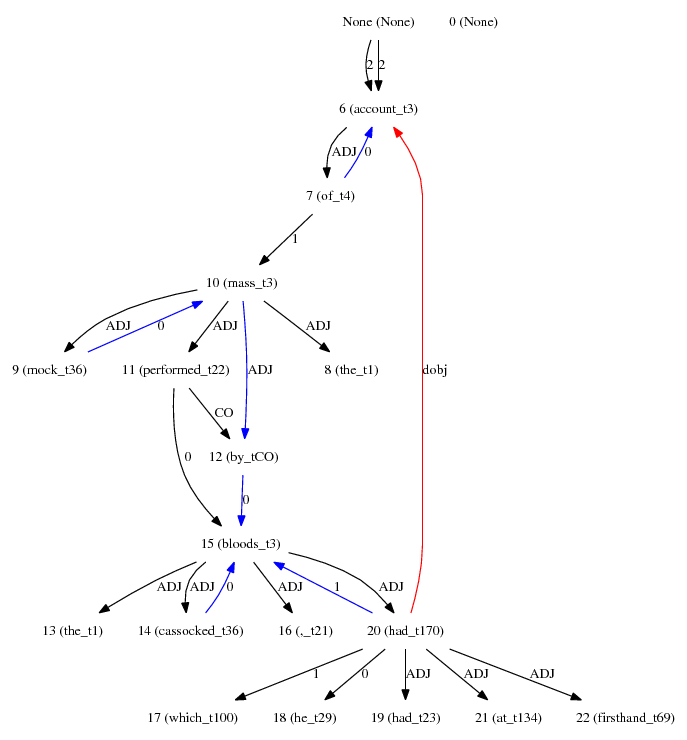 None (None) 0 (None)
2 2
6 (account_t3)
ADJ 0
7 (of_t4)
1
10 (mass_t3)
ADJ 0 ADJ ADJ
9 (mock_t36) 11 (performed_t22) ADJ 8 (the_t1) dobj
CO
0 12 (by_tCO)
0
15 (bloods_t3)
ADJ ADJ 0 ADJ 1 ADJ
13 (the_t1) 14 (cassocked_t36) 16 (,_t21) 20 (had_t170)
1 0 ADJ ADJ ADJ
17 (which_t100) 18 (he_t29) 19 (had_t23) 21 (at_t134) 22 (firsthand_t69)